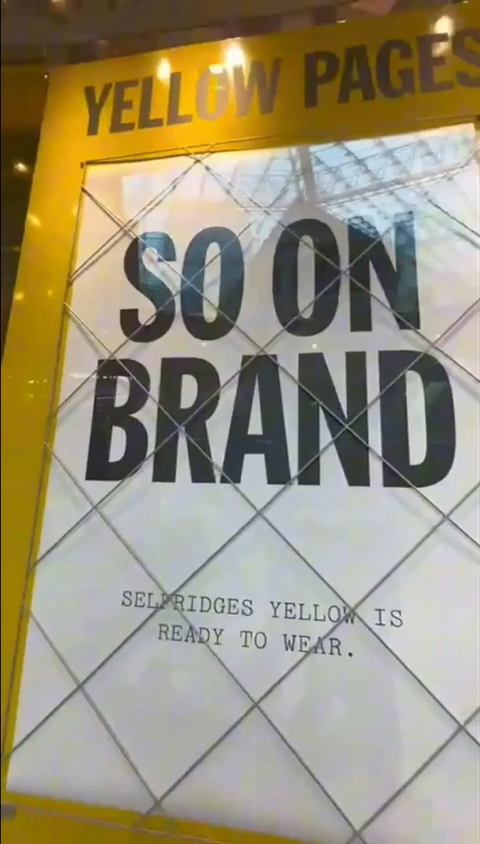 YELLOW PAGES
SO ON
BRAND
SELFRIDGES YELLOW IS
READY TO WEAR.